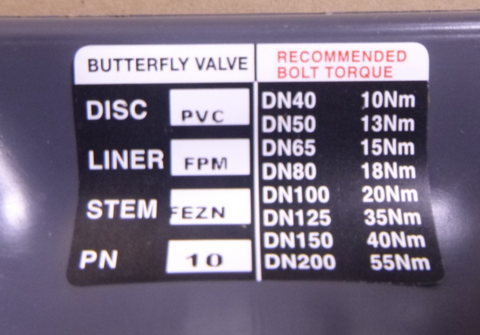 BUTTERFLY VALVE
DISC PVC
LINER FPM
STEM FEZN
PN 10
RECOMMENDED
BOLT TORQUE
DN40 10Nm
DN50 13Nm
DN65 15Nm
DN80 18Nm
DN100 20Nm
DN125 35Nm
DN150 40Nm
DN200 55Nm